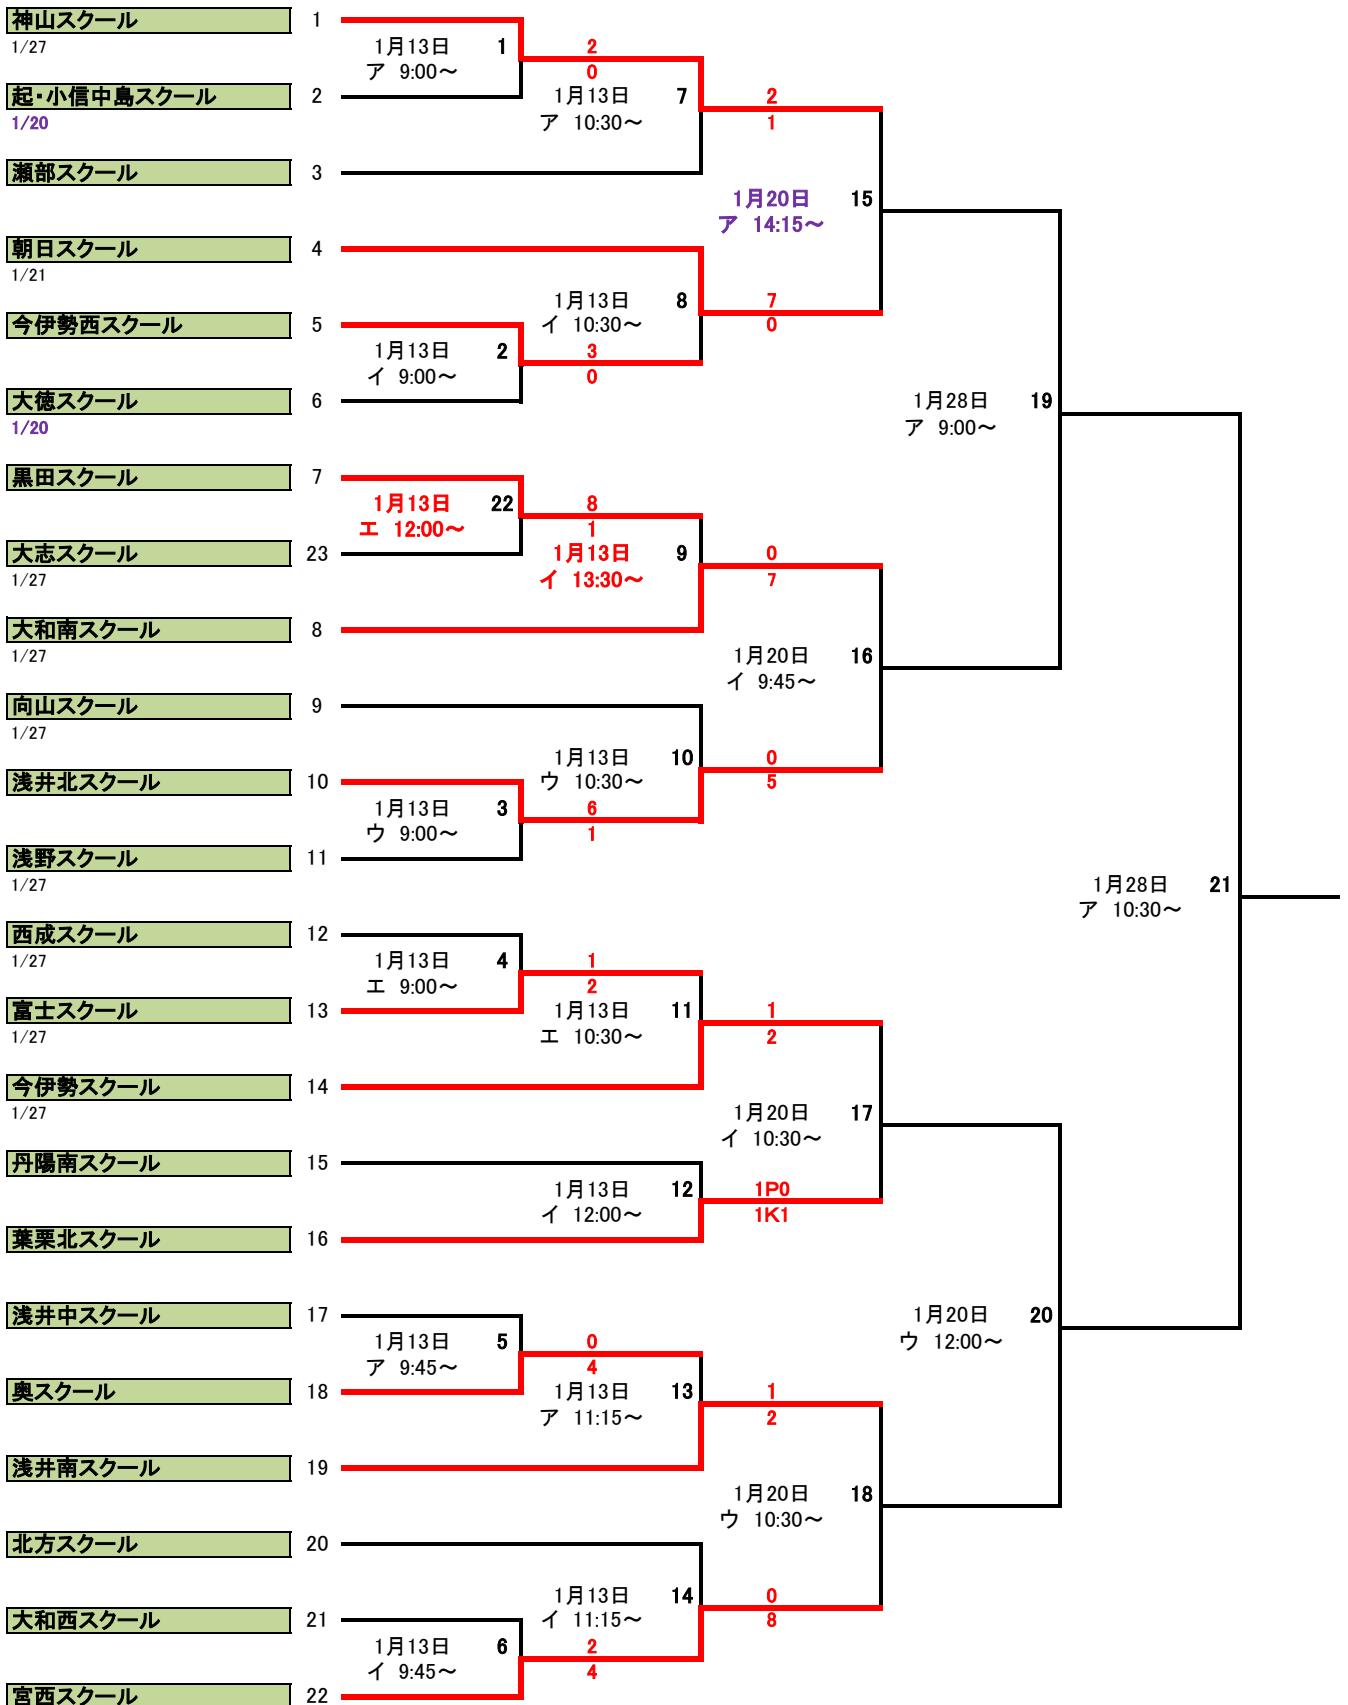 神山スクール 1
1/27
1月13日 1 2
ア 9:00～ 0
起・小信中島スクール 2 1月13日 7 2
1/20 ア 10:30～ 1
瀬部スクール 3
1月20日 15
ア 14:15～
朝日スクール 4
1/21
1月13日 8 7
今伊勢西スクール 5 イ 10:30～ 0
1月13日 2 3
イ 9:00～ 0
大徳スクール 6 1月28日 19
1/20 ア 9:00～
黒田スクール 7
1月13日 22 8
エ 12:00～ 1
大志スクール 23 1月13日 9 0
1/27 イ 13:30～ 7
大和南スクール 8
1/27 1月20日 16
イ 9:45～
向山スクール 9
1/27
1月13日 10 0
浅井北スクール 10 ウ 10:30～ 5
1月13日 3 6
ウ 9:00～ 1
浅野スクール 11
1/27 1月28日 21
ア 10:30～
西成スクール 12
1/27 1月13日 4 1
エ 9:00～ 2
富士スクール 13 1月13日 11 1
1/27 エ 10:30～ 2
今伊勢スクール 14
1/27 1月20日 17
イ 10:30～
丹陽南スクール 15
1月13日 12 1P0
イ 12:00～ 1K1
葉栗北スクール 16
浅井中スクール 17 1月20日 20
ウ 12:00～
1月13日 5 0
ア 9:45～ 4
奥スクール 18 1月13日 13 1
ア 11:15～ 2
浅井南スクール 19
1月20日 18
ウ 10:30～
北方スクール 20
1月13日 14 0
大和西スクール 21 イ 11:15～ 8
1月13日 6 2
イ 9:45～ 4
宮西スクール 22